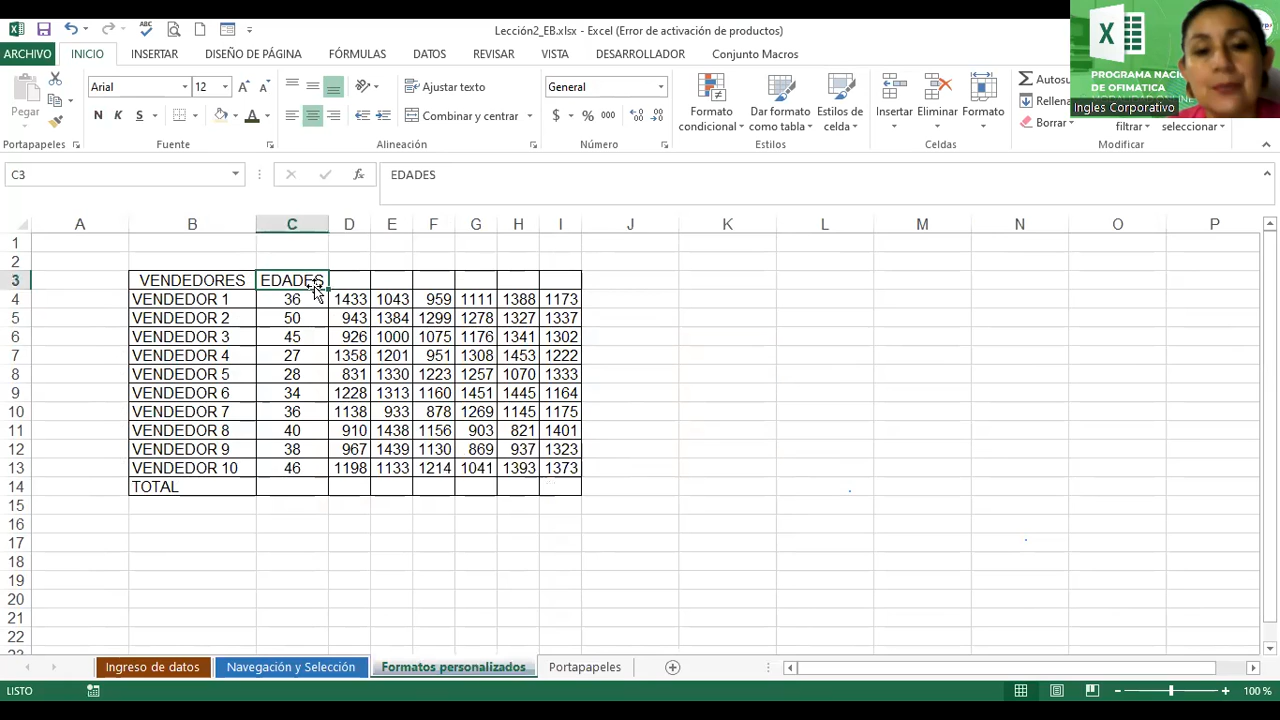 Lección2_EB.xlsx - Excel (Error de activación de productos)
ARCHIVO INICIO INSERTAR DISEÑO DE PÁGINA FÓRMULAS DATOS REVISAR VISTA DESARROLLADOR Conjunto Macros
PROGRAMA NACI
DE OFIMATICA
Ingles Corporativo
Pegar
Arial 12
N K S
Ajustar texto
Combinar y centrar
General
$ % 000
Formato condicional
Dar formato como tabla
Estilos de celda
Insertar Eliminar Formato
Autosu
Rellena
Borrar
filtrar seleccionar
Portapapeles Fuente Alineación Número Estilos Celdas Modificar
C3 fx EDADES
A B C D E F G H I J K L M N O P
1
2
3 VENDEDORES EDADES
4 VENDEDOR 1 36 1433 1043 959 1111 1388 1173
5 VENDEDOR 2 50 943 1384 1299 1278 1327 1337
6 VENDEDOR 3 45 926 1000 1075 1176 1341 1302
7 VENDEDOR 4 27 1358 1201 951 1308 1453 1222
8 VENDEDOR 5 28 831 1330 1223 1257 1070 1333
9 VENDEDOR 6 34 1228 1313 1160 1451 1445 1164
10 VENDEDOR 7 36 1138 933 878 1269 1145 1175
11 VENDEDOR 8 40 910 1438 1156 903 821 1401
12 VENDEDOR 9 38 967 1439 1130 869 937 1323
13 VENDEDOR 10 46 1198 1133 1214 1041 1393 1373
14 TOTAL
15
16
17
18
19
20
21
22
Ingreso de datos Navegación y Selección Formatos personalizados Portapapeles
LISTO 100 %